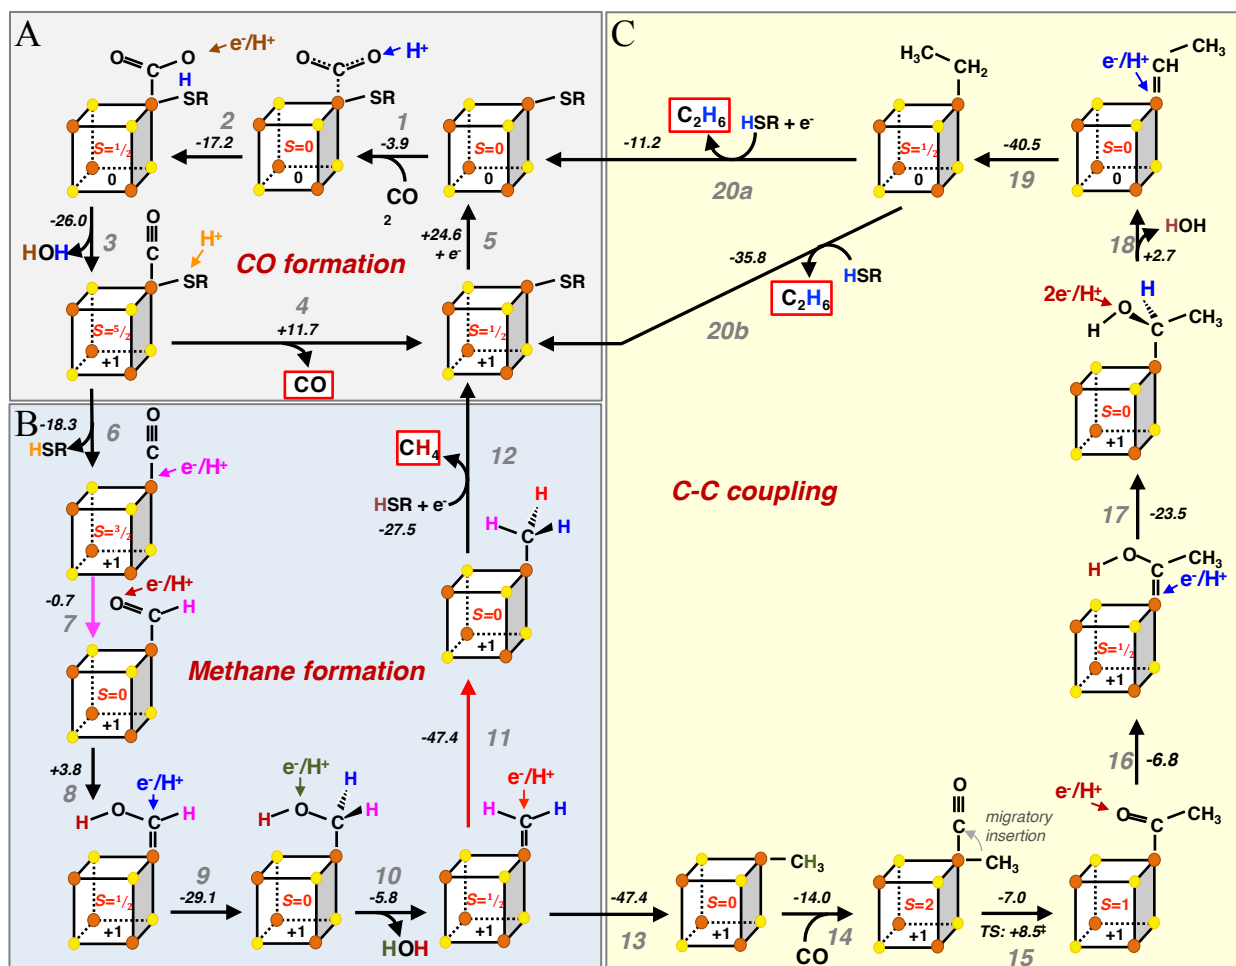 A
e⁻/H⁺
O
O
H
C
SR
S=1/2
0
2
-17.2
O
O
H⁺
C
SR
S=0
0
1
-3.9
CO
2
SR
S=0
-26.0
HOH
3
O
C
H⁺
SR
S=5/2
+1
CO formation
4
+11.7
CO
+24.6
+ e⁻
5
SR
S=1/2
+1
B
-18.3
HSR
6
O
C
e⁻/H⁺
S=3/2
+1
-0.7
7
e⁻/H⁺
O
C
H
S=0
+1
Methane formation
+3.8
8
e⁻/H⁺
H
O
C
H
S=1/2
+1
9
-29.1
e⁻/H⁺
H
O
H
C
H
S=0
+1
10
-5.8
HOH
e⁻/H⁺
H
H
C
S=1/2
+1
-47.4
11
H
H
C
H
S=0
+1
CH₄
12
HSR + e⁻
-27.5
C
C₂H₆
HSR + e⁻
-11.2
20a
-35.8
HSR
C₂H₆
20b
H₃C
CH₂
S=1/2
0
-40.5
19
CH₃
e⁻/H⁺
CH
S=0
0
18
HOH
+2.7
2e⁻/H⁺
O
H
H
C
CH₃
S=0
+1
C-C coupling
17
-23.5
H
O
C
CH₃
e⁻/H⁺
S=1/2
+1
16
-6.8
e⁻/H⁺
O
C
CH₃
S=1
+1
-47.4
13
CH₃
S=0
+1
-14.0
CO
14
O
C
migratory
insertion
CH₃
S=2
+1
-7.0
TS: +8.5‡
15